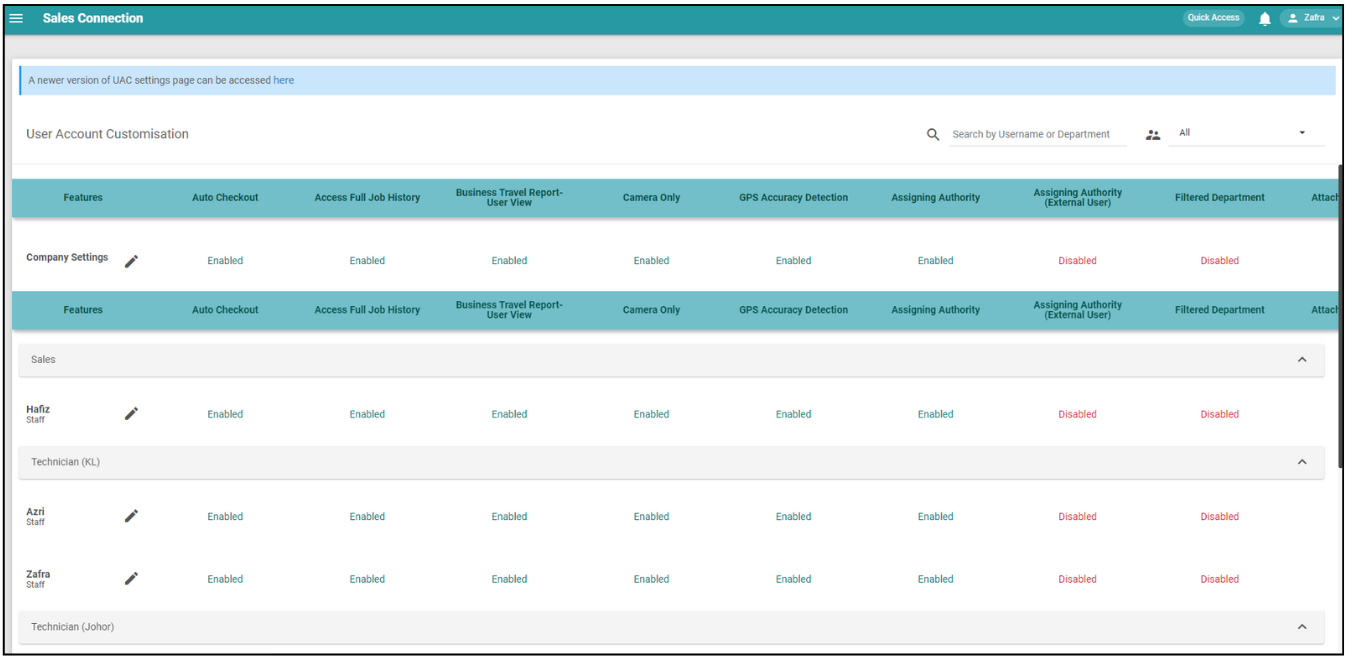 Sales Connection
Quick Access
Zafra
A newer version of UAC settings page can be accessed here
User Account Customisation
Search by Username or Department
All
Features Auto Checkout Access Full Job History Business Travel Report- Camera Only GPS Accuracy Detection Assigning Authority Assigning Authority Filtered Department Attach
User View (External User)
Company Settings Enabled Enabled Enabled Enabled Enabled Enabled Disabled Disabled
Features Auto Checkout Access Full Job History Business Travel Report- Camera Only GPS Accuracy Detection Assigning Authority Assigning Authority Filtered Department Attach
User View (External User)
Sales
Hafiz Enabled Enabled Enabled Enabled Enabled Enabled Disabled Disabled
Staff
Technician (KL)
Azri Enabled Enabled Enabled Enabled Enabled Enabled Disabled Disabled
Staff
Zafra Enabled Enabled Enabled Enabled Enabled Enabled Disabled Disabled
Staff
Technician (Johor)